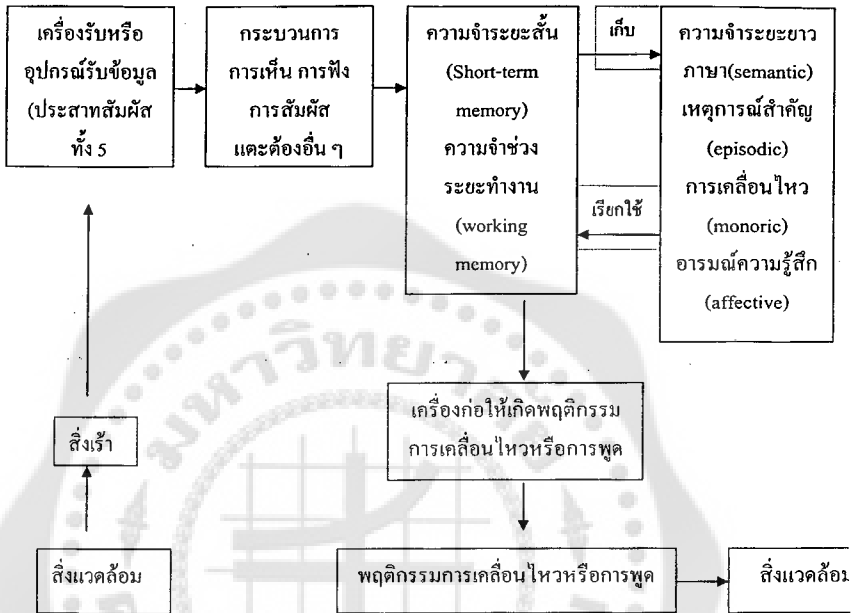 เครื่องรับหรือ
อุปกรณ์รับข้อมูล
(ประสาทสัมผัส
ทั้ง 5
กระบวนการ
การเห็น การฟัง
การสัมผัส
แตะต้องอื่น ๆ
ความจำระยะสั้น
(Short-term
memory)
ความจำช่วง
ระยะทำงาน
(working
memory)
เก็บ
เรียกใช้
ความจำระยะยาว
ภาษา(semantic)
เหตุการณ์สำคัญ
(episodic)
การเคลื่อนไหว
(monoric)
อารมณ์ความรู้สึก
(affective)
เครื่องก่อให้เกิดพฤติกรรม
การเคลื่อนไหวหรือการพูด
สิ่งเร้า
สิ่งแวดล้อม
พฤติกรรมการเคลื่อนไหวหรือการพูด
สิ่งแวดล้อม
มหาวิทยาลัย